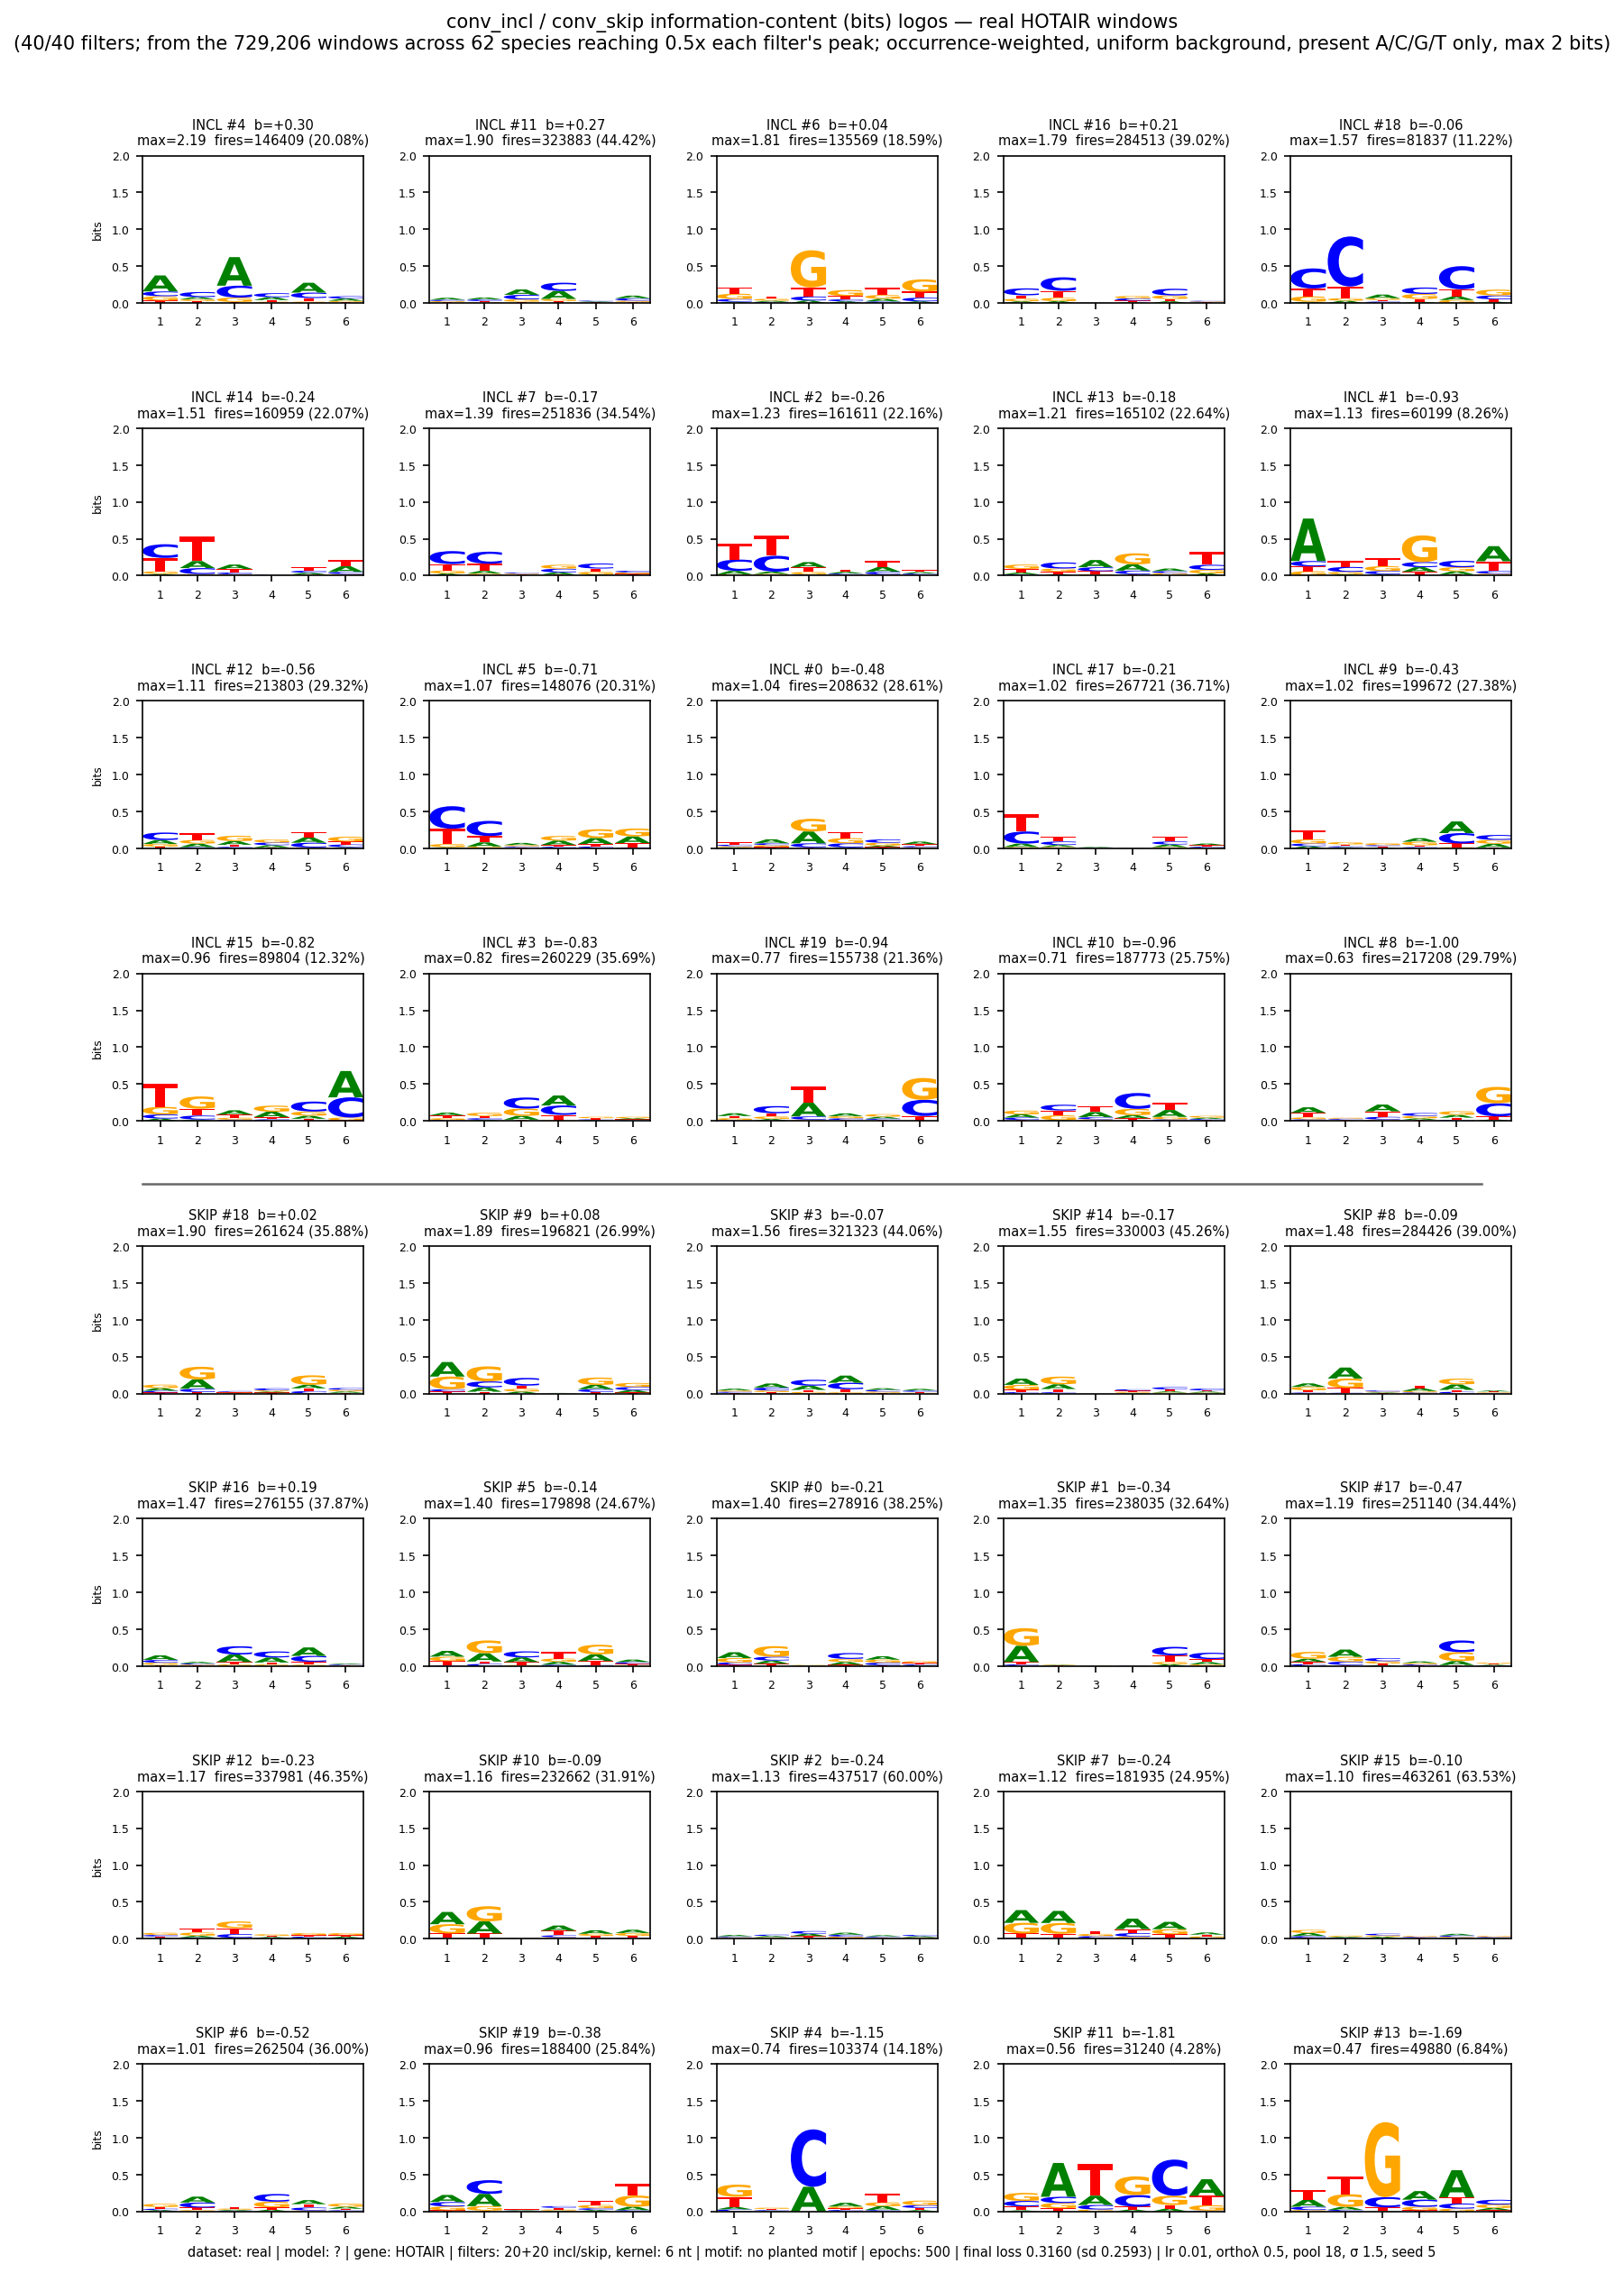 conv_incl / conv_skip information-content (bits) logos — real HOTAIR windows
(40/40 filters; from the 729,206 windows across 62 species reaching 0.5x each filter's peak; occurrence-weighted, uniform background, present A/C/G/T only, max 2 bits)
INCL #4 b=+0.30
max=2.19 fires=146409 (20.08%)
INCL #11 b=+0.27
max=1.90 fires=323883 (44.42%)
INCL #6 b=+0.04
max=1.81 fires=135569 (18.59%)
INCL #16 b=+0.21
max=1.79 fires=284513 (39.02%)
INCL #18 b=-0.06
max=1.57 fires=81837 (11.22%)
INCL #14 b=-0.24
max=1.51 fires=160959 (22.07%)
INCL #7 b=-0.17
max=1.39 fires=251836 (34.54%)
INCL #2 b=-0.26
max=1.23 fires=161611 (22.16%)
INCL #13 b=-0.18
max=1.21 fires=165102 (22.64%)
INCL #1 b=-0.93
max=1.13 fires=60199 (8.26%)
INCL #12 b=-0.56
max=1.11 fires=213803 (29.32%)
INCL #5 b=-0.71
max=1.07 fires=148076 (20.31%)
INCL #0 b=-0.48
max=1.04 fires=208632 (28.61%)
INCL #17 b=-0.21
max=1.02 fires=267721 (36.71%)
INCL #9 b=-0.43
max=1.02 fires=199672 (27.38%)
INCL #15 b=-0.82
max=0.96 fires=89804 (12.32%)
INCL #3 b=-0.83
max=0.82 fires=260229 (35.69%)
INCL #19 b=-0.94
max=0.77 fires=155738 (21.36%)
INCL #10 b=-0.96
max=0.71 fires=187773 (25.75%)
INCL #8 b=-1.00
max=0.63 fires=217208 (29.79%)
SKIP #18 b=+0.02
max=1.90 fires=261624 (35.88%)
SKIP #9 b=+0.08
max=1.89 fires=196821 (26.99%)
SKIP #3 b=-0.07
max=1.56 fires=321323 (44.06%)
SKIP #14 b=-0.17
max=1.55 fires=330003 (45.26%)
SKIP #8 b=-0.09
max=1.48 fires=284426 (39.00%)
SKIP #16 b=+0.19
max=1.47 fires=276155 (37.87%)
SKIP #5 b=-0.14
max=1.40 fires=179898 (24.67%)
SKIP #0 b=-0.21
max=1.40 fires=278916 (38.25%)
SKIP #1 b=-0.34
max=1.35 fires=238035 (32.64%)
SKIP #17 b=-0.47
max=1.19 fires=251140 (34.44%)
SKIP #12 b=-0.23
max=1.17 fires=337981 (46.35%)
SKIP #10 b=-0.09
max=1.16 fires=232662 (31.91%)
SKIP #2 b=-0.24
max=1.13 fires=437517 (60.00%)
SKIP #7 b=-0.24
max=1.12 fires=181935 (24.95%)
SKIP #15 b=-0.10
max=1.10 fires=463261 (63.53%)
SKIP #6 b=-0.52
max=1.01 fires=262504 (36.00%)
SKIP #19 b=-0.38
max=0.96 fires=188400 (25.84%)
SKIP #4 b=-1.15
max=0.74 fires=103374 (14.18%)
SKIP #11 b=-1.81
max=0.56 fires=31240 (4.28%)
SKIP #13 b=-1.69
max=0.47 fires=49880 (6.84%)
dataset: real | model: ? | gene: HOTAIR | filters: 20+20 incl/skip, kernel: 6 nt | motif: no planted motif | epochs: 500 | final loss 0.3160 (sd 0.2593) | lr 0.01, orthoλ 0.5, pool 18, σ 1.5, seed 5